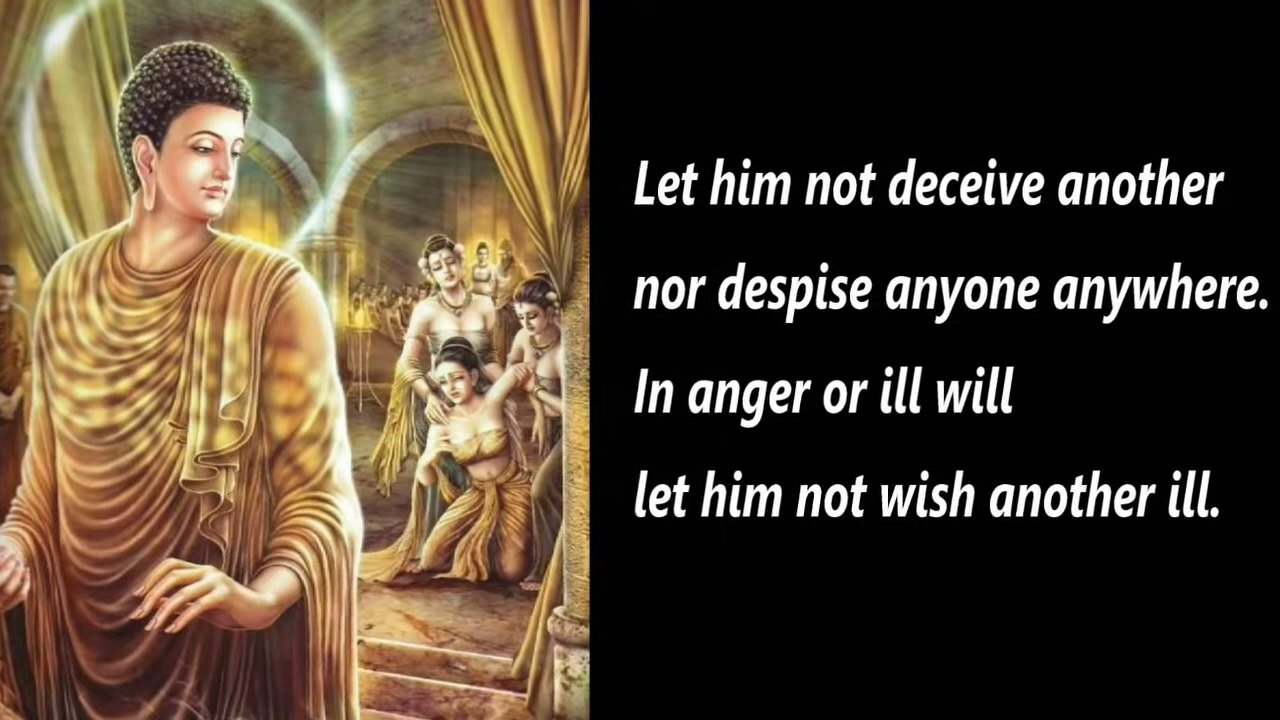 Let him not deceive another
nor despise anyone anywhere.
In anger or ill will
let him not wish another ill.